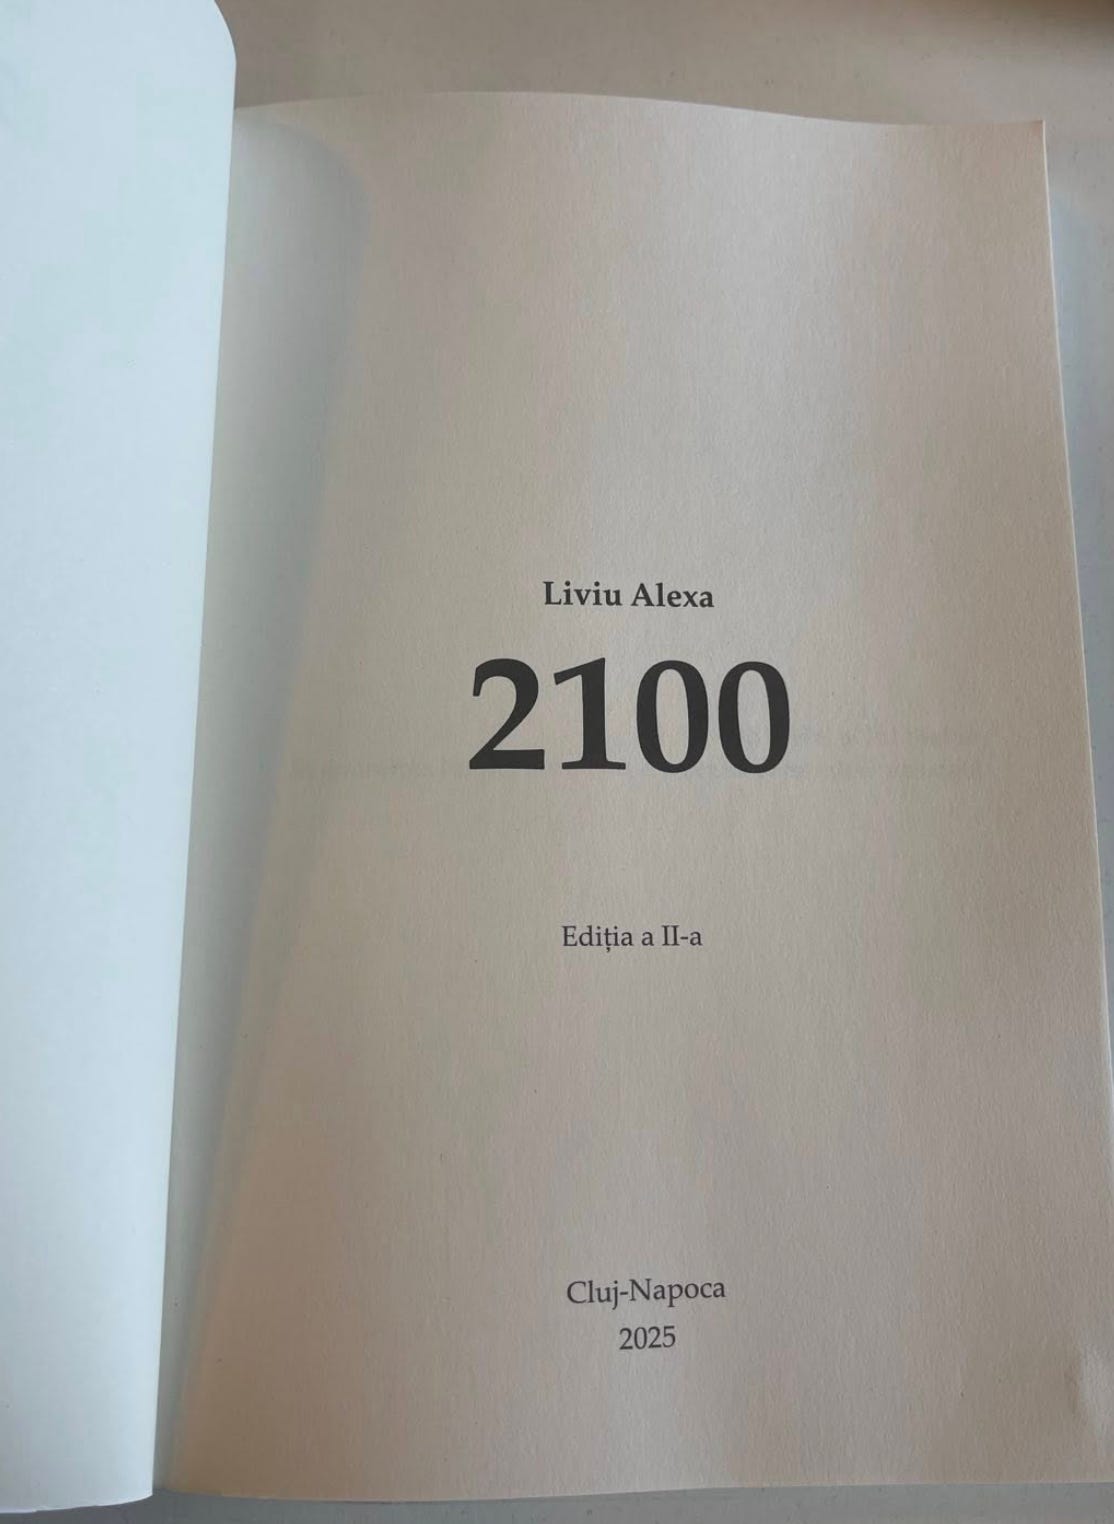 Liviu Alexa
2100
Ediția a II-a
Cluj-Napoca
2025